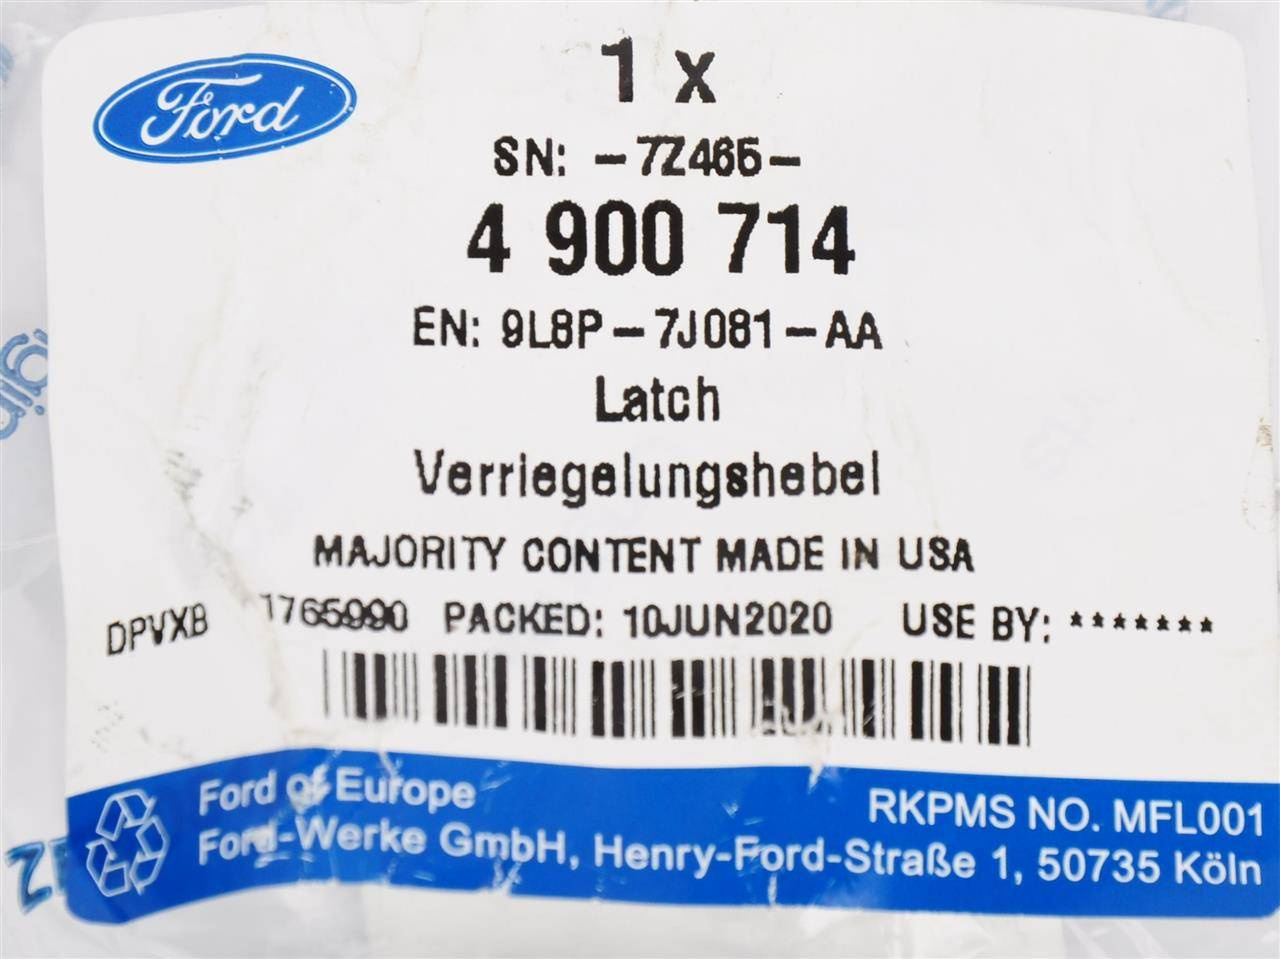 Ford
1 x
SN: -7Z465-
4 900 714
EN: 9L8P-7J081-AA
Latch
Verriegelungshebel
MAJORITY CONTENT MADE IN USA
DPVXB 1765990 PACKED: 10JUN2020 USE BY: *******
Ford of Europe
RKPMS NO. MFL001
Ford-Werke GmbH, Henry-Ford-Straße 1, 50735 Köln